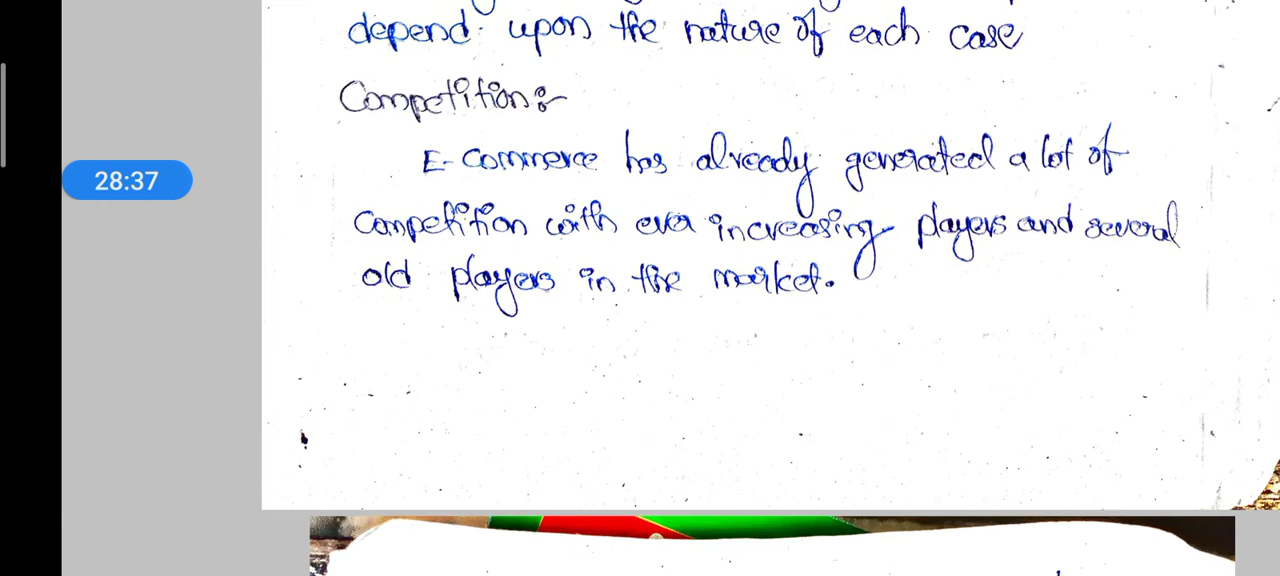 depend upon the nature of each case
Competition:-
E-commerce has already generated a lot of
competition with ever increasing players and several
old players in the market.
28:37